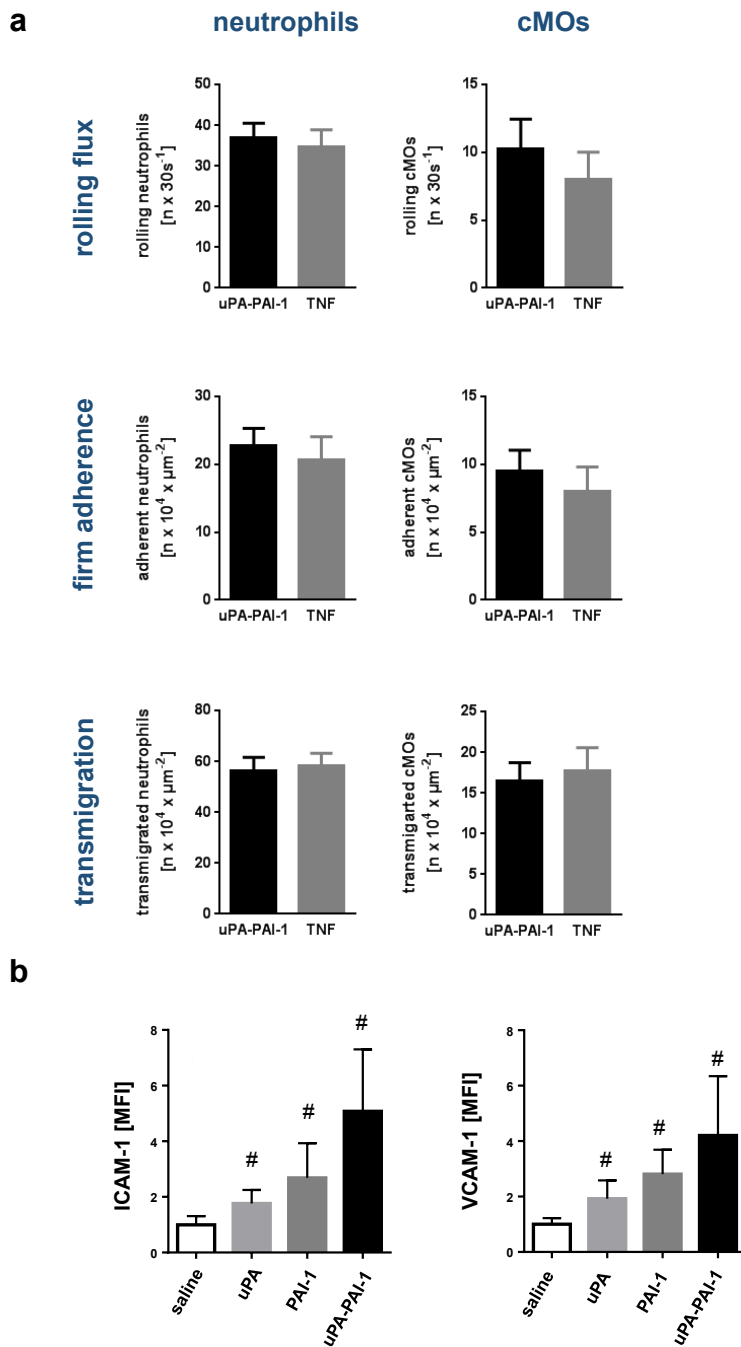 a
neutrophils
cMOs
rolling flux
rolling neutrophils
[n x 30s⁻¹]
50
40
30
20
10
0
uPA-PAI-1 TNF
rolling cMOs
[n x 30s⁻¹]
15
10
5
0
uPA-PAI-1 TNF
firm adherence
adherent neutrophils
[n x 10⁴ x µm⁻²]
30
20
10
0
uPA-PAI-1 TNF
adherent cMOs
[n x 10⁴ x µm⁻²]
15
10
5
0
uPA-PAI-1 TNF
transmigration
transmigrated neutrophils
[n x 10⁴ x µm⁻²]
80
60
40
20
0
uPA-PAI-1 TNF
transmigarted cMOs
[n x 10⁴ x µm⁻²]
25
20
15
10
5
0
uPA-PAI-1 TNF
b
ICAM-1 [MFI]
8
6
4
2
0
# # #
saline uPA PAI-1 uPA-PAI-1
VCAM-1 [MFI]
8
6
4
2
0
# # #
saline uPA PAI-1 uPA-PAI-1